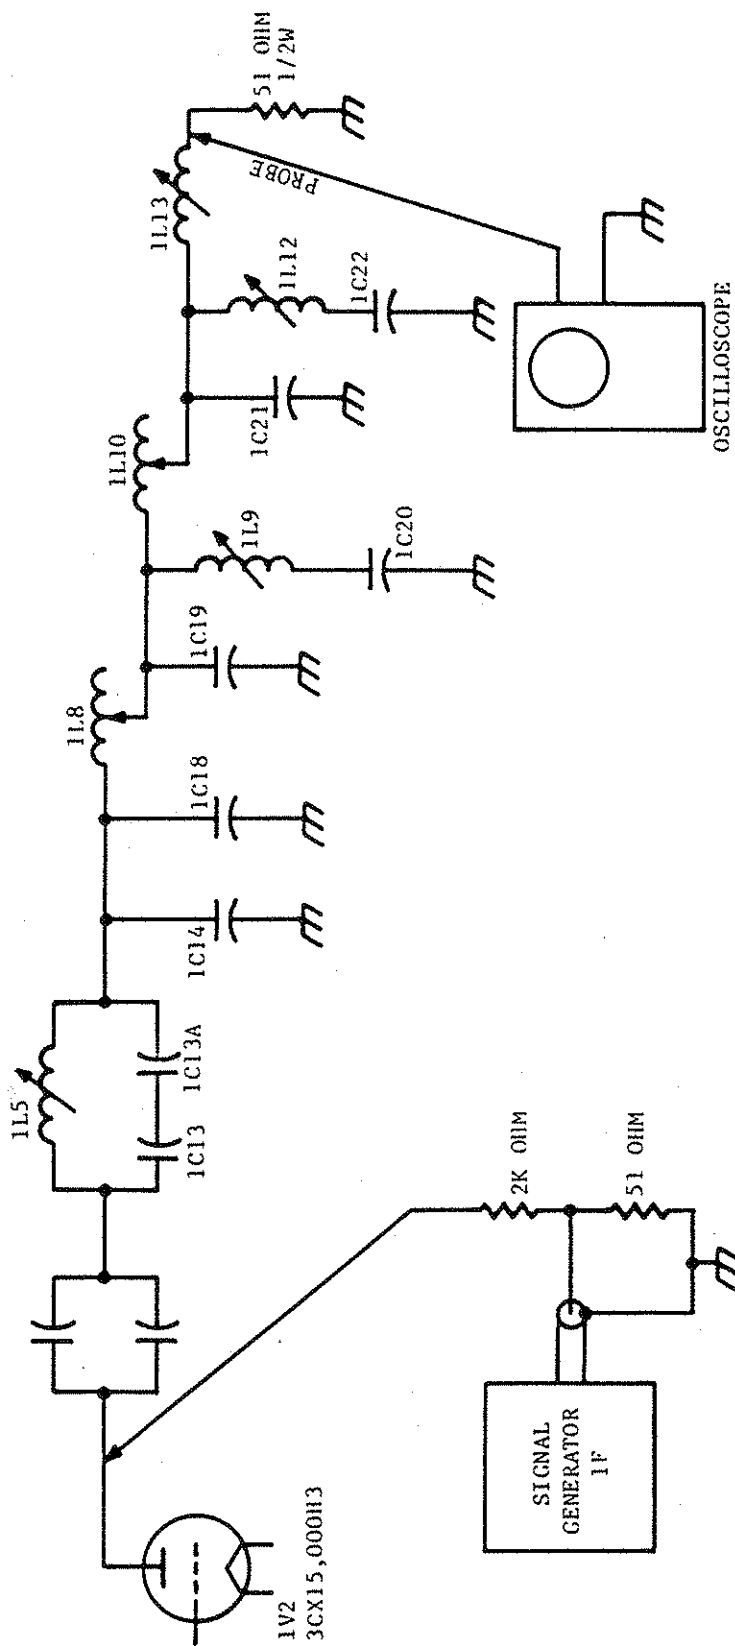 1V2
3CX15,000H3
1L5
1C13
1C13A
1C14
1C18
1L8
1C19
1L9
1C20
1L10
1C21
1L12
1C22
1L13
51 OHM
1/2W
PROBE
OSCILLOSCOPE
SIGNAL
GENERATOR
1F
2K OHM
51 OHM